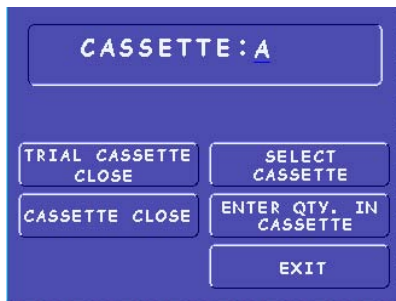 CASSETTE:A
TRIAL CASSETTE
CLOSE
SELECT
CASSETTE
CASSETTE CLOSE
ENTER QTY. IN
CASSETTE
EXIT